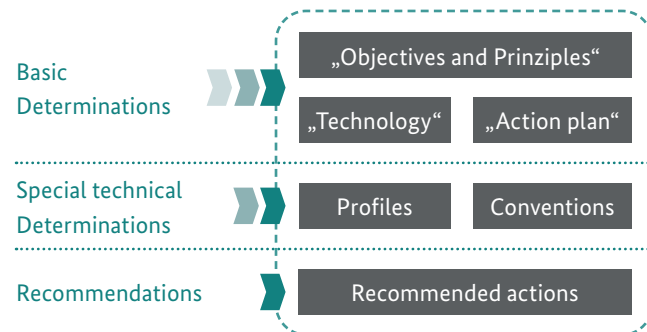 Basic
Determinations
„Objectives and Prinziples“
„Technology“
„Action plan“
Special technical
Determinations
Profiles
Conventions
Recommendations
Recommended actions